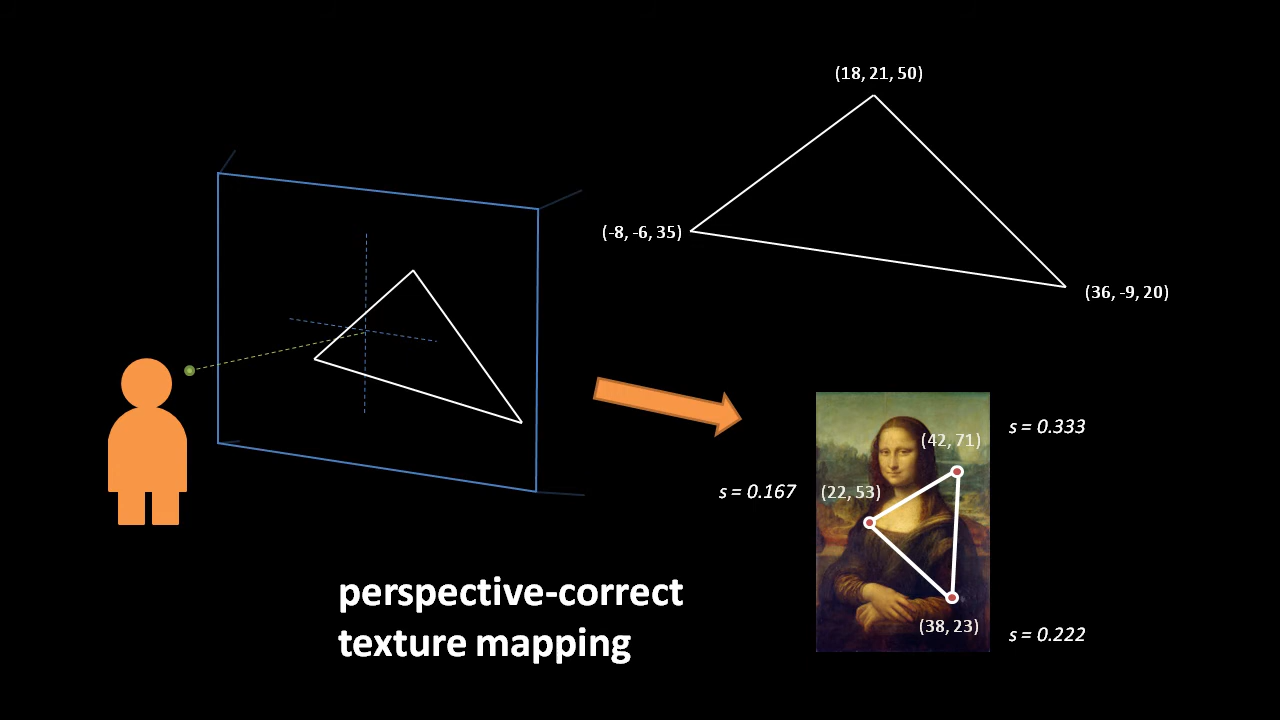 (18, 21, 50)
(-8, -6, 35)
(36, -9, 20)
(42, 71)
s = 0.333
s = 0.167
(22, 53)
(38, 23)
s = 0.222
perspective-correct
texture mapping